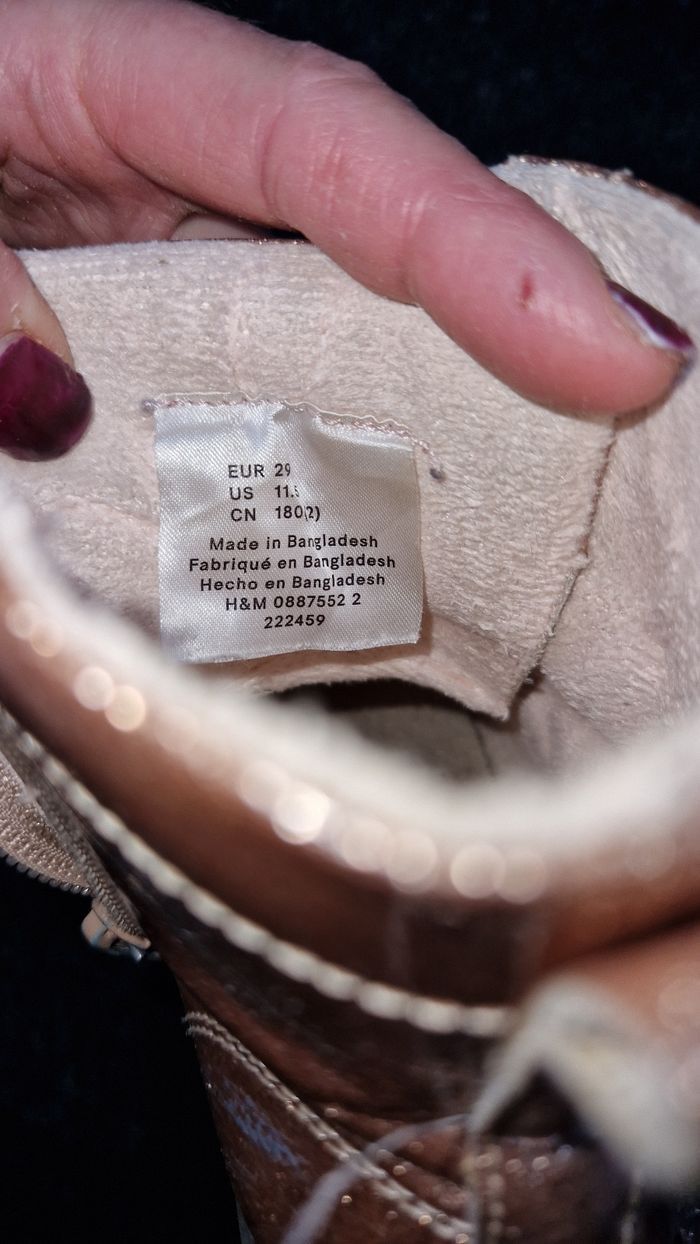 EUR 29
US 11.5
CN 180(2)
Made in Bangladesh
Fabriqué en Bangladesh
Hecho en Bangladesh
H&M 0887552 2
222459